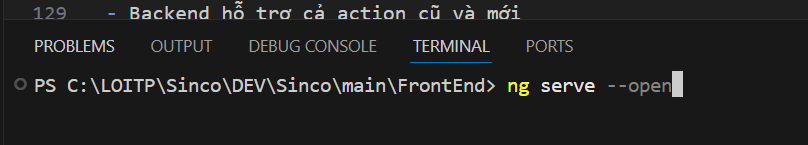 129 - Backend hỗ trợ cả action cũ và mới
PROBLEMS OUTPUT DEBUG CONSOLE TERMINAL PORTS
PS C:\LOITP\Sinco\DEV\Sinco\main\FrontEnd> ng serve --open